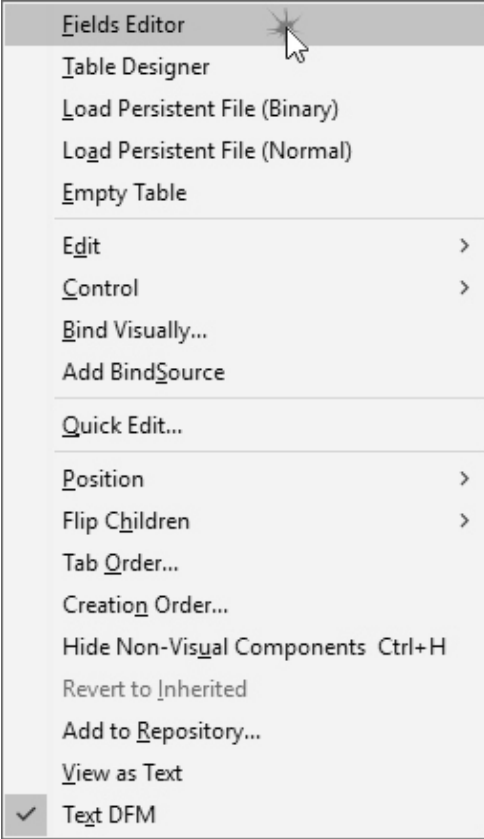 Fields Editor
Table Designer
Load Persistent File (Binary)
Load Persistent File (Normal)
Empty Table
Edit
Control
Bind Visually...
Add BindSource
Quick Edit...
Position
Flip Children
Tab Order...
Creation Order...
Hide Non-Visual Components Ctrl+H
Revert to Inherited
Add to Repository...
View as Text
Text DFM